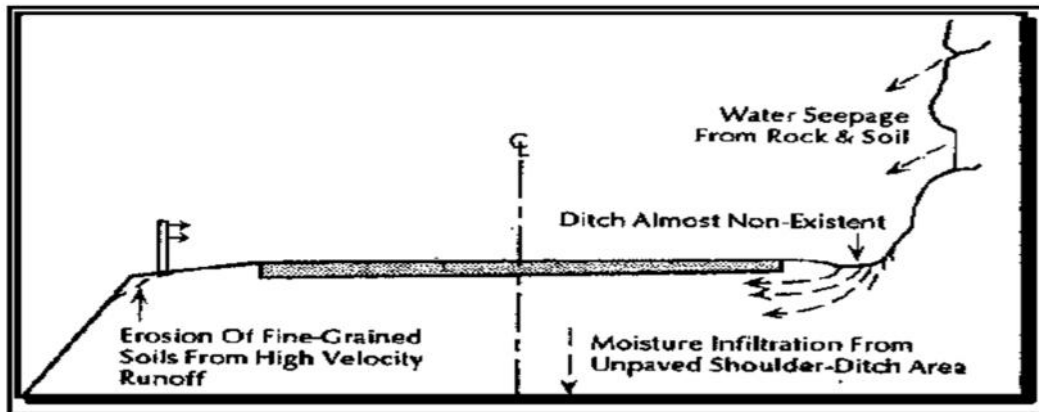 Water Seepage
From Rock & Soil
℄
Ditch Almost Non-Existent
Erosion Of Fine-Grained
Soils From High Velocity
Runoff
Moisture Infiltration From
Unpaved Shoulder-Ditch Area